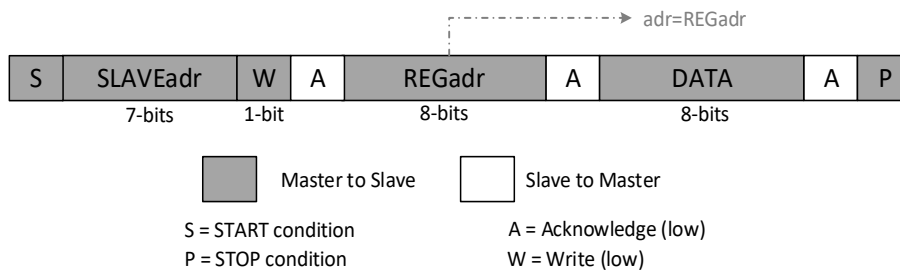 adr=REGadr
S SLAVEadr W A REGadr A DATA A P
7-bits 1-bit 8-bits 8-bits
Master to Slave Slave to Master
S = START condition A = Acknowledge (low)
P = STOP condition W = Write (low)